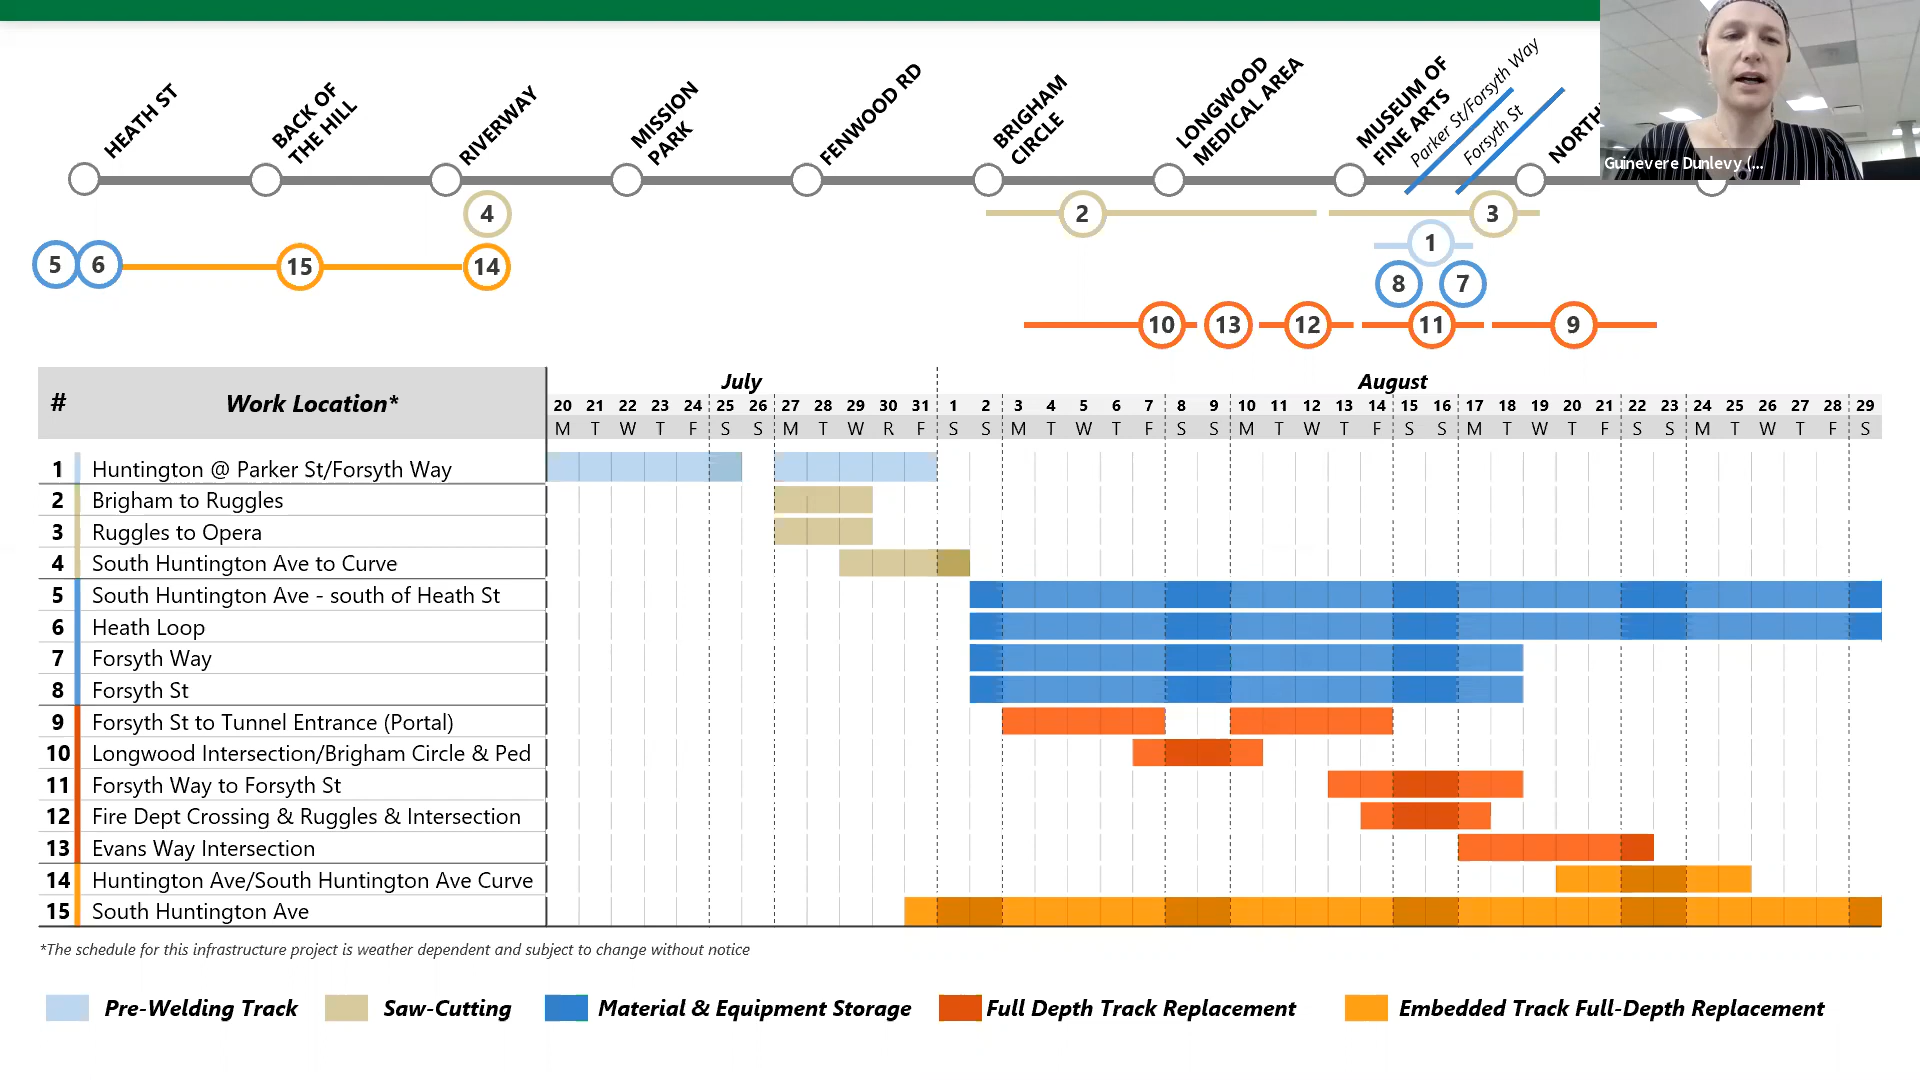 HEATH ST
BACK OF
THE HILL
RIVERWAY
MISSION
PARK
FENWOOD RD
BRIGHAM
CIRCLE
LONGWOOD
MEDICAL AREA
MUSEUM OF
FINE ARTS
Parker St/Forsyth Way
Forsyth St
Guinevere Dunlevy (...
4
2
3
1
5 6 15 14
8 7
10 13 12 11 9
# Work Location*
July August
20 21 22 23 24 25 26 27 28 29 30 31 1 2 3 4 5 6 7 8 9 10 11 12 13 14 15 16 17 18 19 20 21 22 23 24 25 26 27 28 29
M T W T F S S M T W R F S S M T W T F S S M T W T F S S M T W T F S S M T W T F S
1 Huntington @ Parker St/Forsyth Way
2 Brigham to Ruggles
3 Ruggles to Opera
4 South Huntington Ave to Curve
5 South Huntington Ave - south of Heath St
6 Heath Loop
7 Forsyth Way
8 Forsyth St
9 Forsyth St to Tunnel Entrance (Portal)
10 Longwood Intersection/Brigham Circle & Ped
11 Forsyth Way to Forsyth St
12 Fire Dept Crossing & Ruggles & Intersection
13 Evans Way Intersection
14 Huntington Ave/South Huntington Ave Curve
15 South Huntington Ave
*The schedule for this infrastructure project is weather dependent and subject to change without notice
Pre-Welding Track Saw-Cutting Material & Equipment Storage Full Depth Track Replacement Embedded Track Full-Depth Replacement